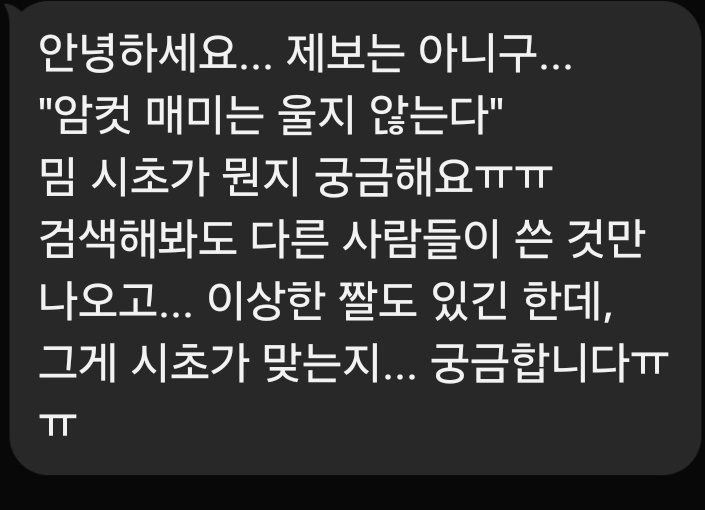 안녕하세요... 제보는 아니구...
"암컷 매미는 울지 않는다"
밈 시초가 뭔지 궁금해요ㅠㅠ
검색해봐도 다른 사람들이 쓴 것만
나오고... 이상한 짤도 있긴 한데,
그게 시초가 맞는지... 궁금합니다ㅠ
ㅠ